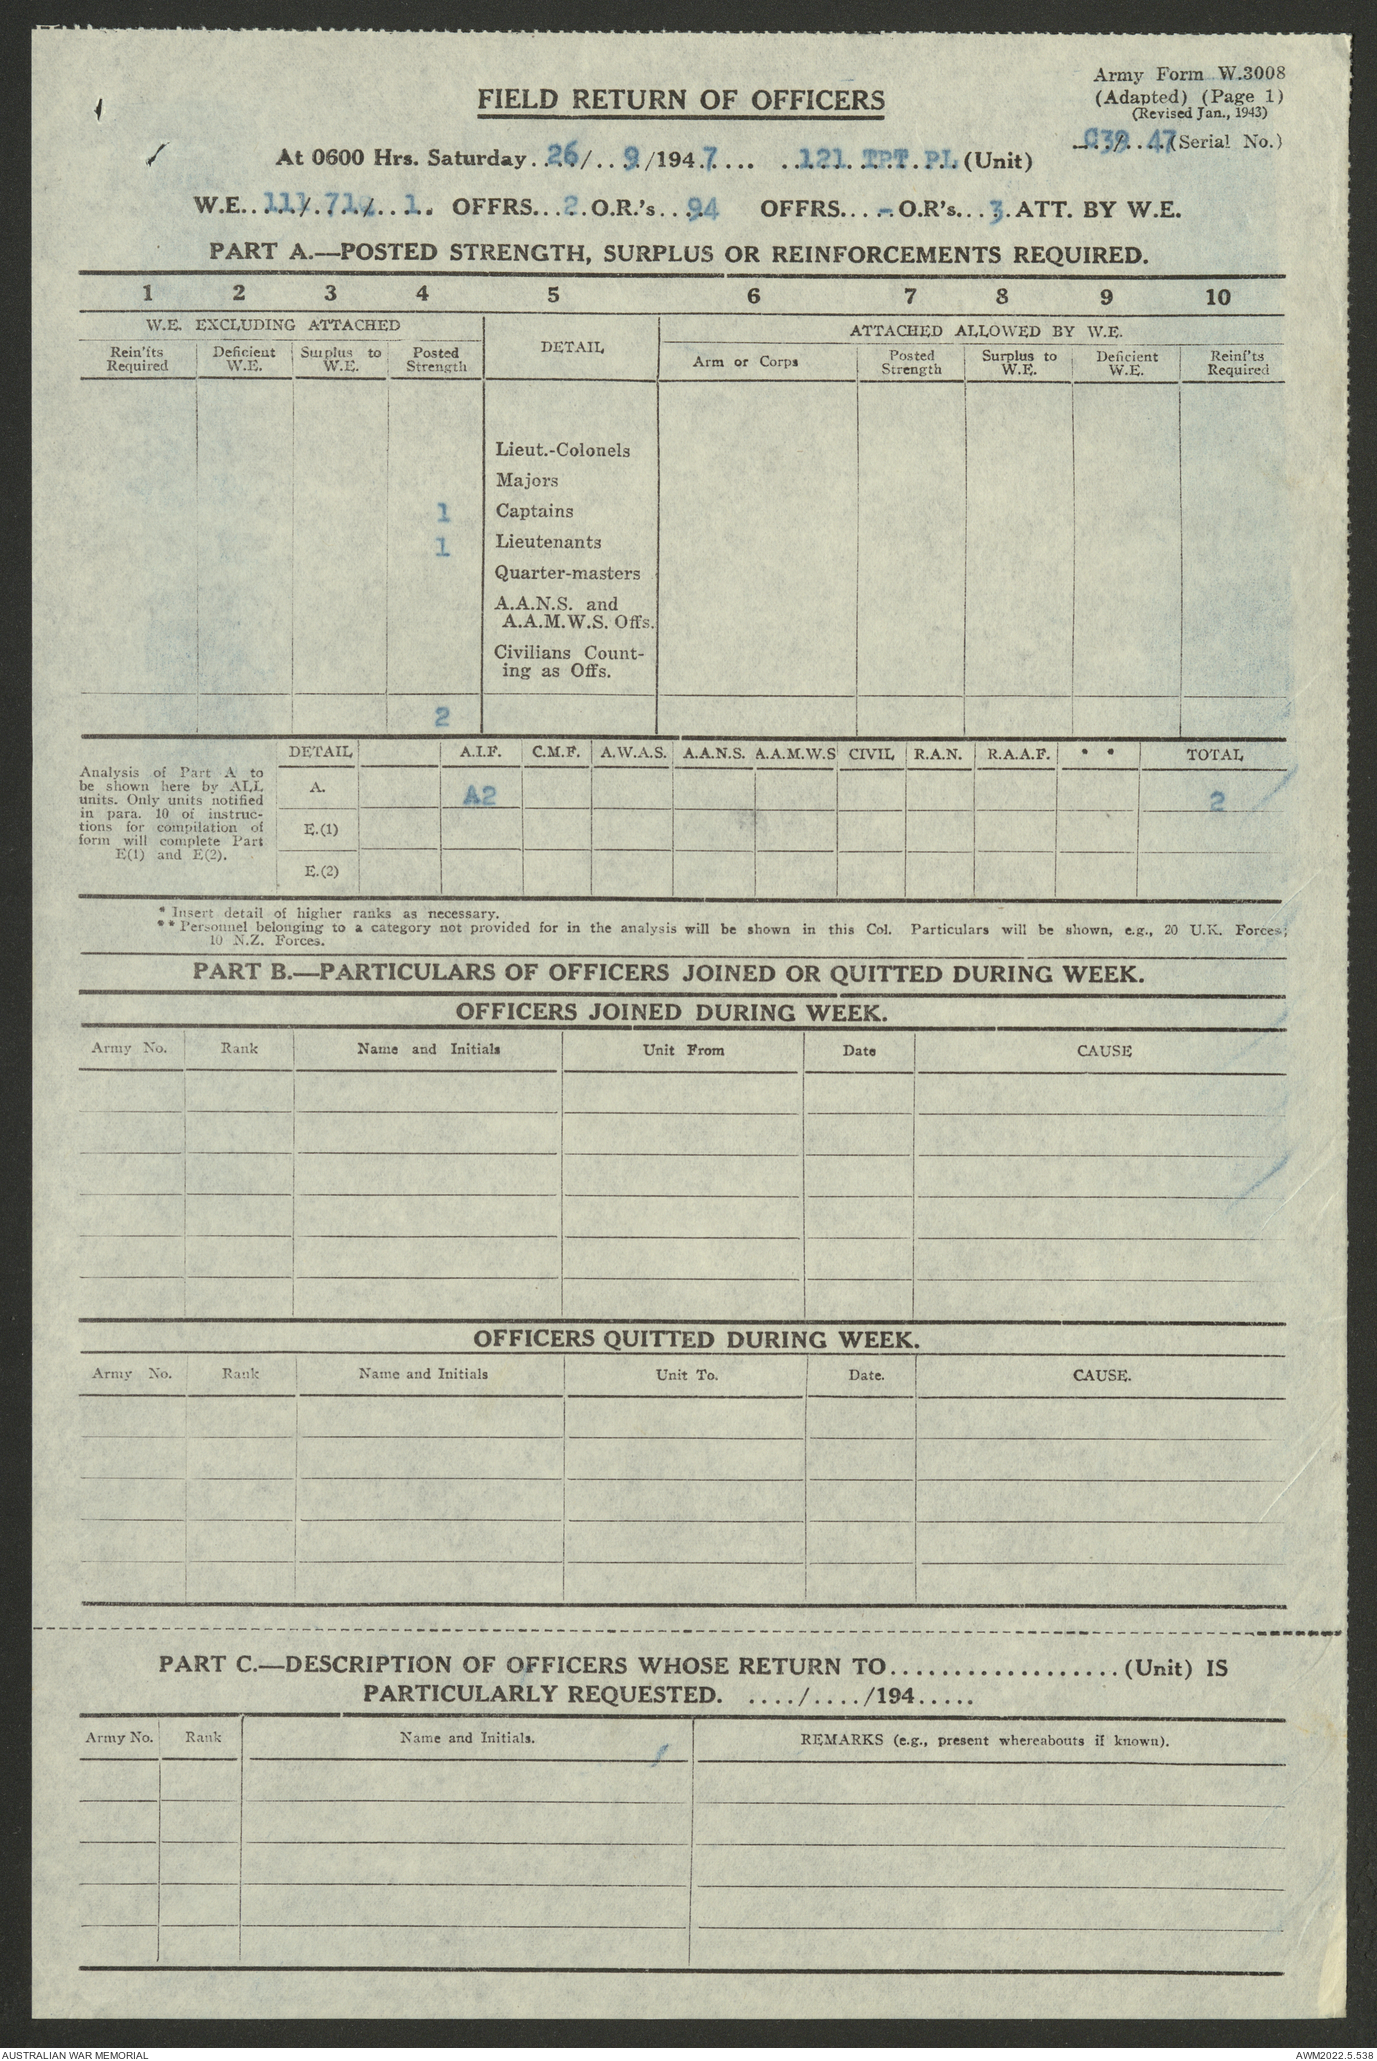 Army Form W.3008
FIELD RETURN OF OFFICERS
(Adapted) (Page 1)
(Revised Jan., 1943)
At 0600 Hrs. Saturday. .26/. . 9/1947. . . . . .121 TPT PL(Unit)
C39/. .47(Serial No.)
W.E. . 111/. / . . 1. . OFFRS. . . 2. O.R.'s . . .94 OFFRS. . . . - O.R's. . . 3. ATT. BY W.E.
PART A.—POSTED STRENGTH, SURPLUS OR REINFORCEMENTS REQUIRED.
1 2 3 4 5 6 7 8 9 10
W.E. EXCLUDING ATTACHED DETAIL ATTACHED ALLOWED BY W.E.
Rein'fts Deficient Surplus to Posted Arm or Corps Posted Surplus to Deficient Reinf'ts
Required W.E. W.E. Strength Strength W.E. W.E. Required
Lieut.-Colonels
Majors
1 Captains
1 Lieutenants
Quarter-masters
A.A.N.S. and
A.A.M.W.S. Offs.
Civilians Count-
ing as Offs.
2
DETAIL A.I.F. C.M.F. A.W.A.S. A.A.N.S. A.A.M.W.S CIVIL R.A.N. R.A.A.F. * * TOTAL
Analysis of Part A to
be shown here by ALL
units. Only units notified
in para. 10 of instruc-
tions for compilation of
form will complete Part
E(1) and E(2).
A. A2 2
E.(1)
E.(2)
* Insert detail of higher ranks as necessary.
** Personnel belonging to a category not provided for in the analysis will be shown in this Col. Particulars will be shown, e.g., 20 U.K. Forces;
10 N.Z. Forces.
PART B.—PARTICULARS OF OFFICERS JOINED OR QUITTED DURING WEEK.
OFFICERS JOINED DURING WEEK.
Army No. Rank Name and Initials Unit From Date CAUSE
OFFICERS QUITTED DURING WEEK.
Army No. Rank Name and Initials Unit To. Date. CAUSE.
PART C.—DESCRIPTION OF OFFICERS WHOSE RETURN TO.................. (Unit) IS
PARTICULARLY REQUESTED. ..../..../194.....
Army No. Rank Name and Initials. REMARKS (e.g., present whereabouts if known).
AUSTRALIAN WAR MEMORIAL
AWM2022.5.538